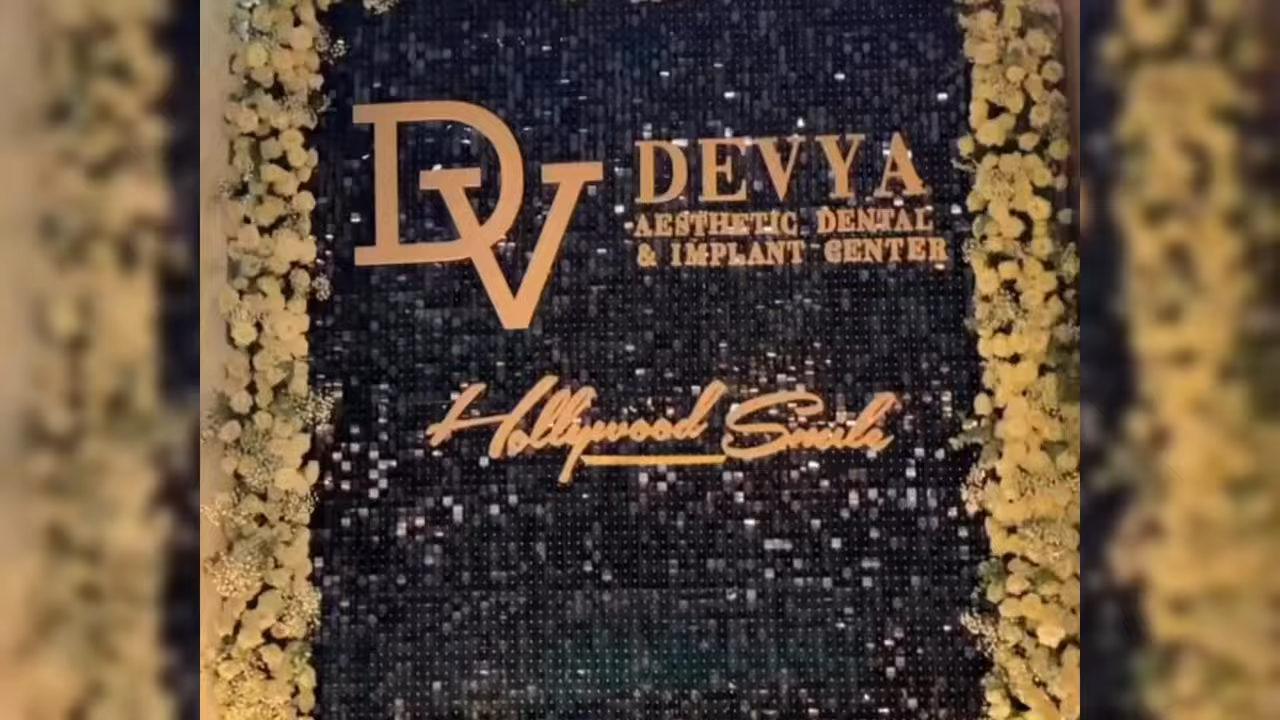 DV
DEVYA
AESTHETIC DENTAL
& IMPLANT CENTER
Hollywood Smile